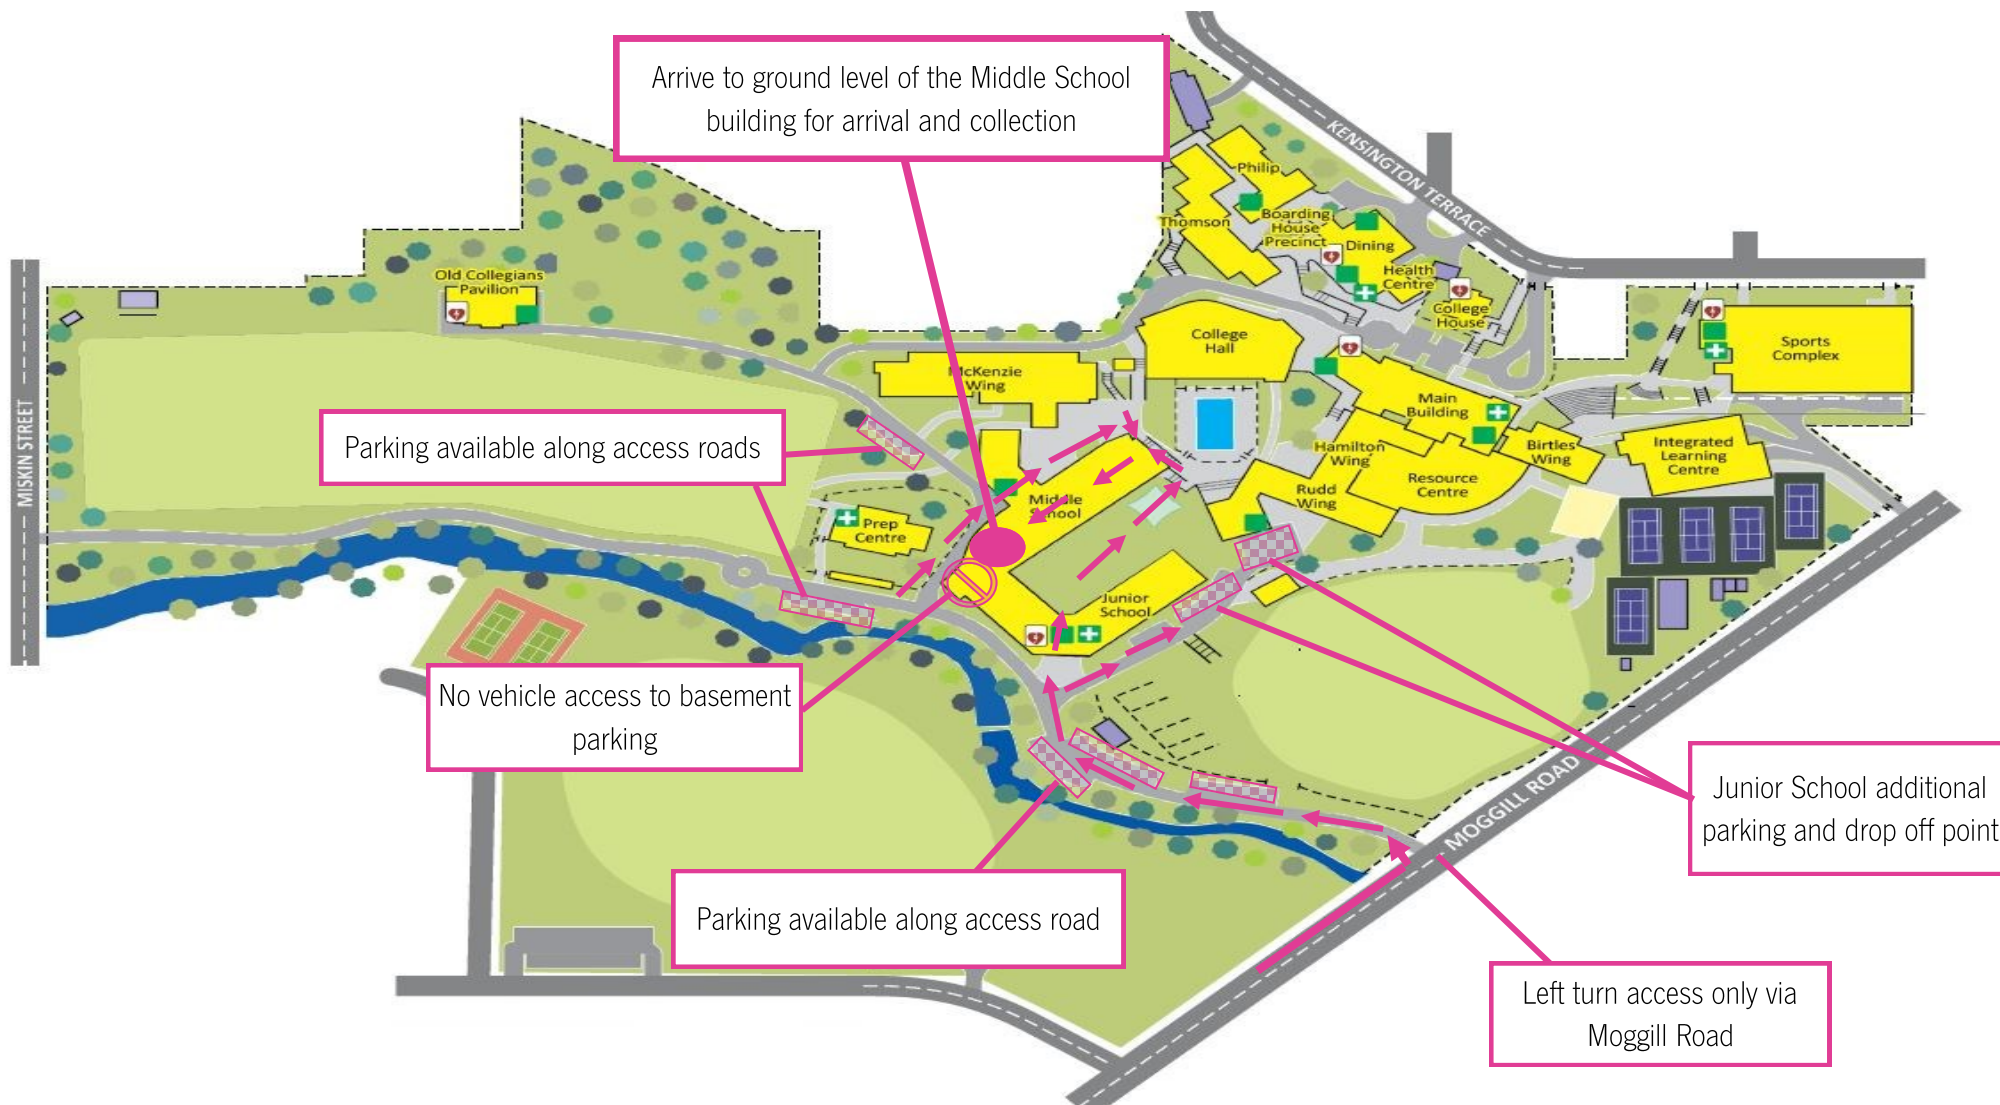 Arrive to ground level of the Middle School
building for arrival and collection
KENSINGTON TERRACE
Philip
Thomson
Boarding
House
Precinct
Dining
Health
Centre
College
House
Old Collegians
Pavilion
College
Hall
Sports
Complex
McKenzie
Wing
Main
Building
MISKIN STREET
Parking available along access roads
Hamilton
Wing
Birtles
Wing
Integrated
Learning
Centre
Resource
Centre
Rudd
Wing
Middle
School
Prep
Centre
Junior
School
No vehicle access to basement
parking
MOGGILL ROAD
Junior School additional
parking and drop off point
Parking available along access road
Left turn access only via
Moggill Road